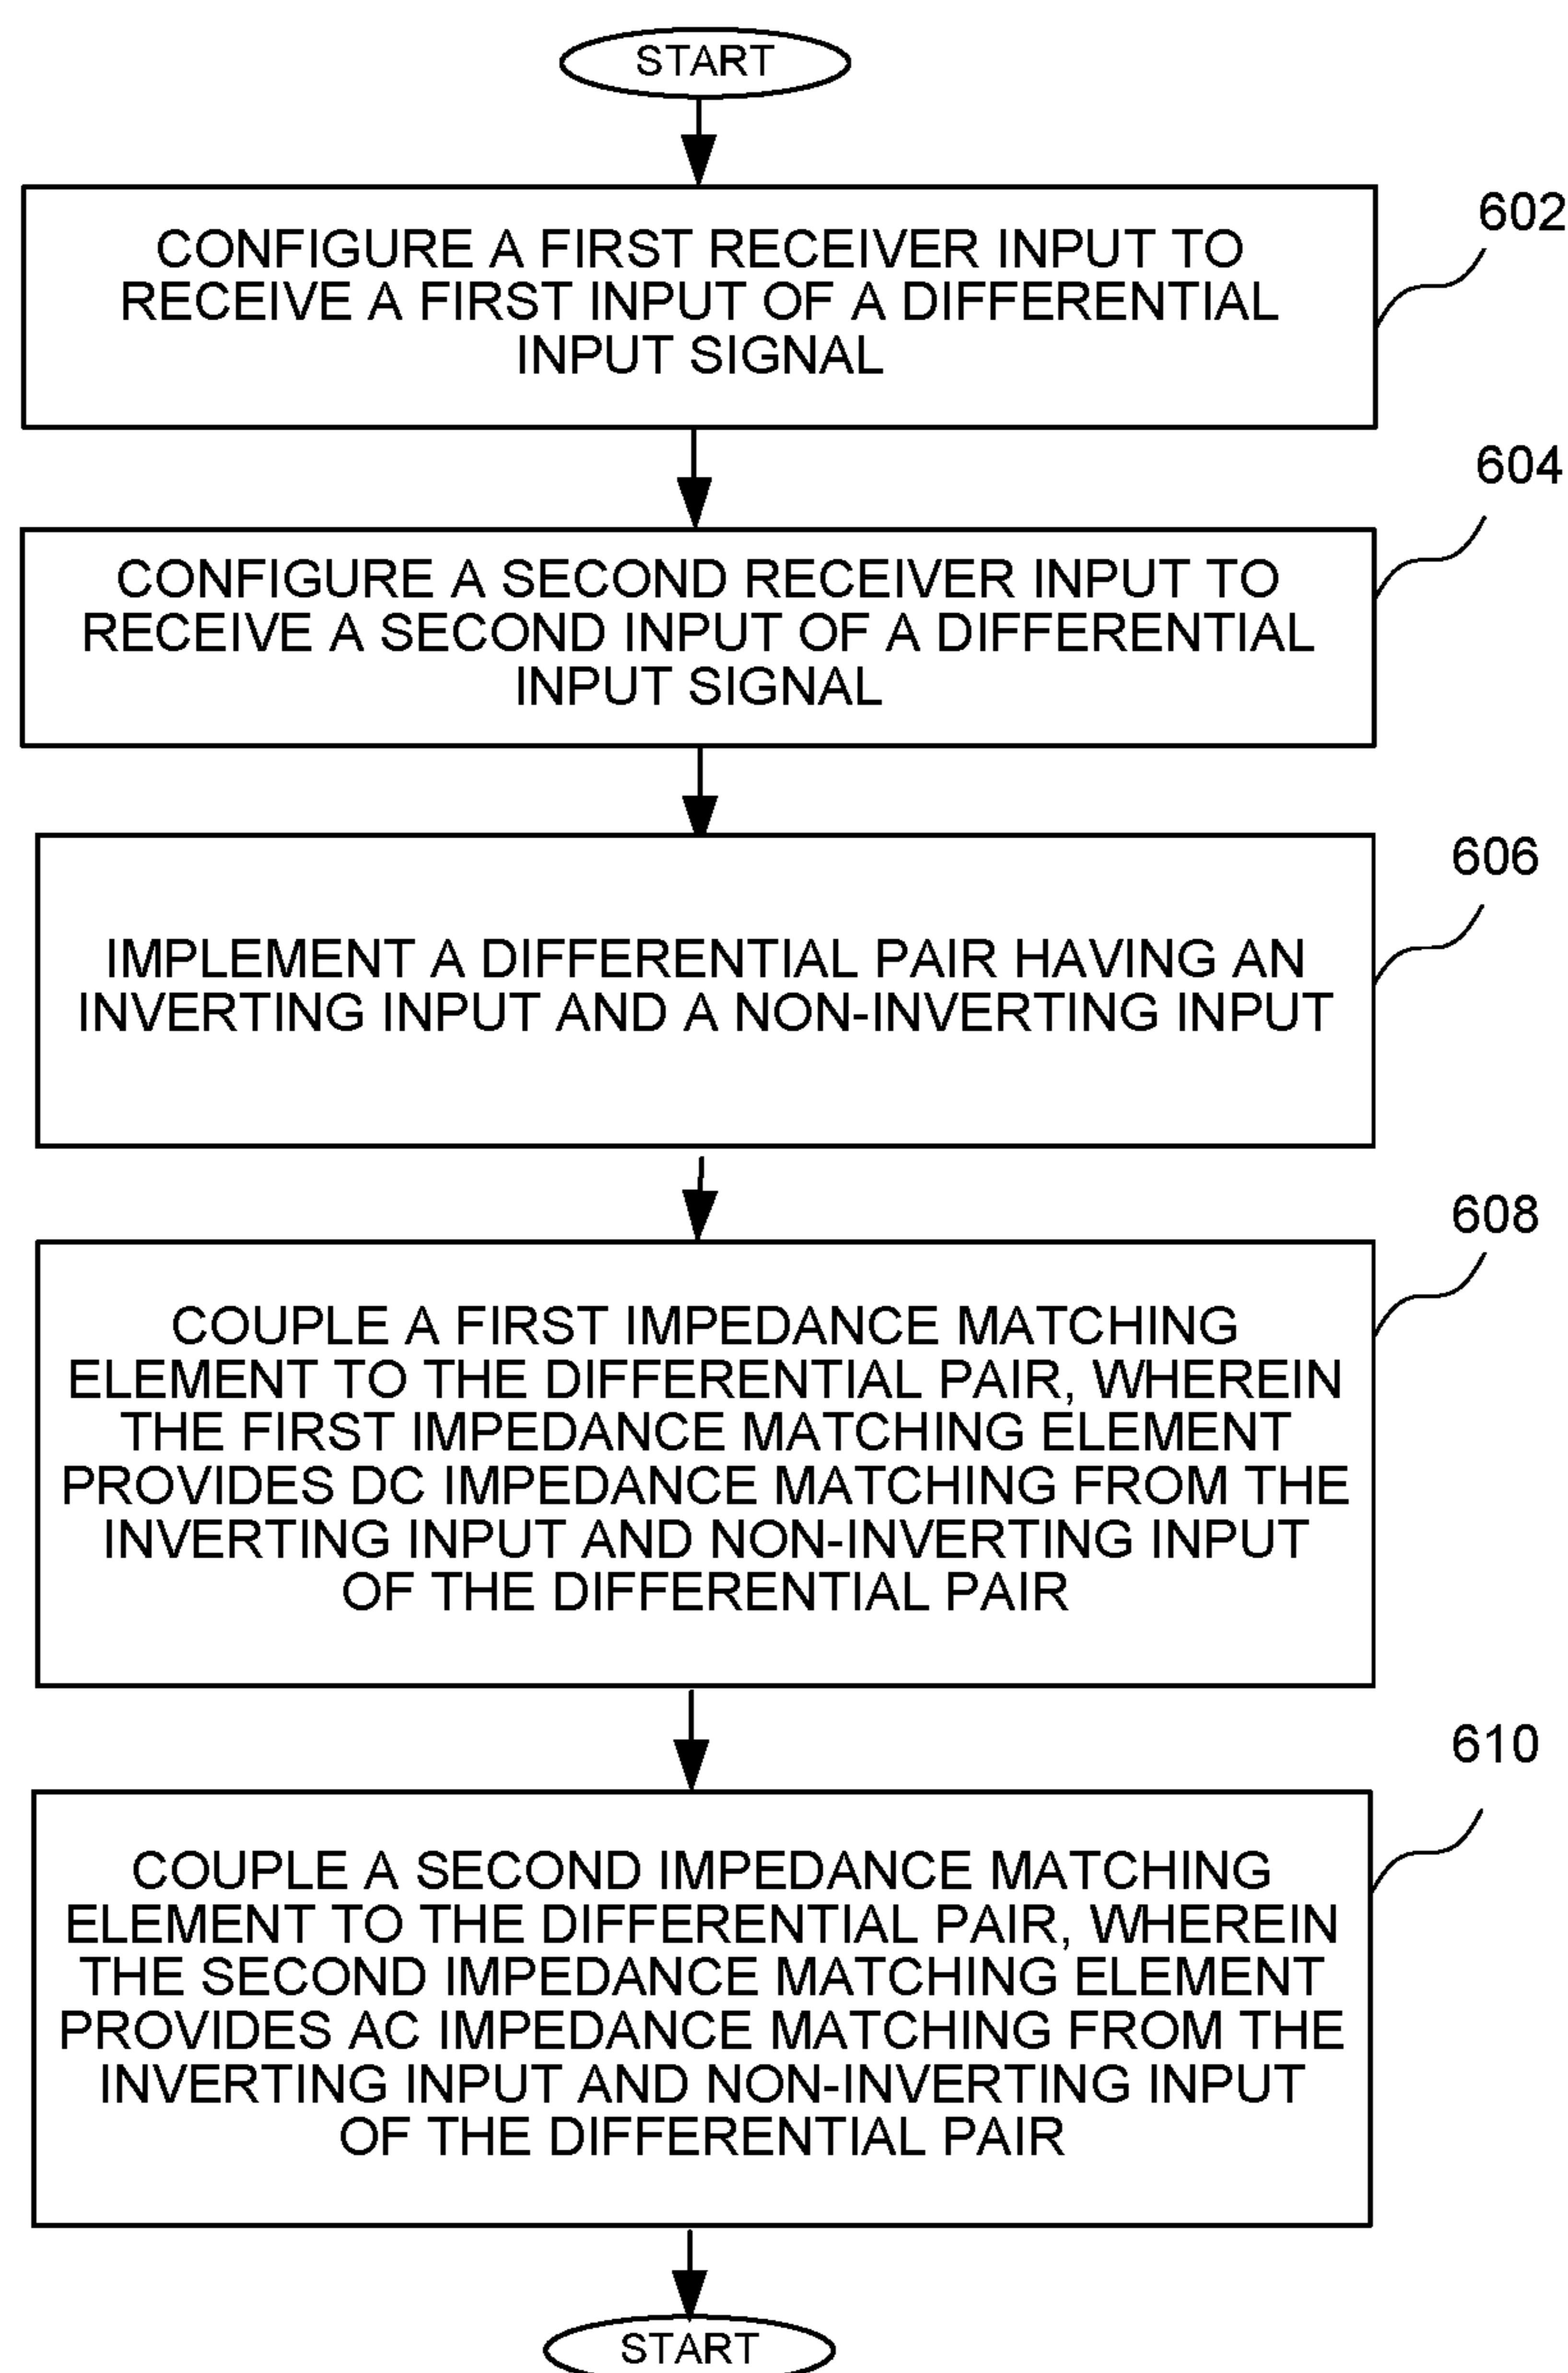 START
CONFIGURE A FIRST RECEIVER INPUT TO
RECEIVE A FIRST INPUT OF A DIFFERENTIAL
INPUT SIGNAL
602
CONFIGURE A SECOND RECEIVER INPUT TO
RECEIVE A SECOND INPUT OF A DIFFERENTIAL
INPUT SIGNAL
604
IMPLEMENT A DIFFERENTIAL PAIR HAVING AN
INVERTING INPUT AND A NON-INVERTING INPUT
606
COUPLE A FIRST IMPEDANCE MATCHING
ELEMENT TO THE DIFFERENTIAL PAIR, WHEREIN
THE FIRST IMPEDANCE MATCHING ELEMENT
PROVIDES DC IMPEDANCE MATCHING FROM THE
INVERTING INPUT AND NON-INVERTING INPUT
OF THE DIFFERENTIAL PAIR
608
COUPLE A SECOND IMPEDANCE MATCHING
ELEMENT TO THE DIFFERENTIAL PAIR, WHEREIN
THE SECOND IMPEDANCE MATCHING ELEMENT
PROVIDES AC IMPEDANCE MATCHING FROM THE
INVERTING INPUT AND NON-INVERTING INPUT
OF THE DIFFERENTIAL PAIR
610
START